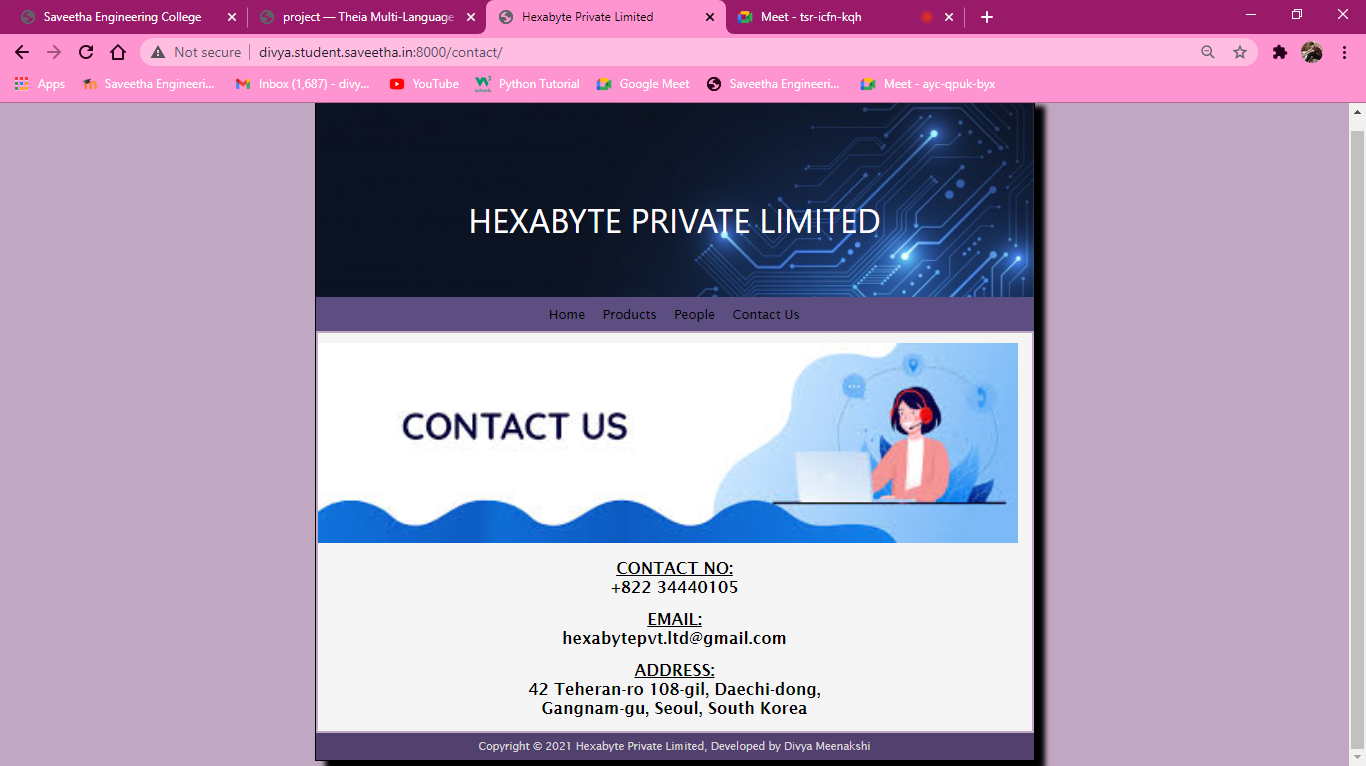 Saveetha Engineering College
project — Theia Multi-Language
Hexabyte Private Limited
Meet - tsr-icfn-kqh
Not secure
divya.student.saveetha.in:8000/contact/
Apps
Saveetha Engineeri...
Inbox (1,687) - divy...
YouTube
Python Tutorial
Google Meet
Saveetha Engineeri...
Meet - ayc-qpuk-byx
HEXABYTE PRIVATE LIMITED
Home Products People Contact Us
CONTACT US
CONTACT NO:
+822 34440105
EMAIL:
hexabytepvt.ltd@gmail.com
ADDRESS:
42 Teheran-ro 108-gil, Daechi-dong,
Gangnam-gu, Seoul, South Korea
Copyright © 2021 Hexabyte Private Limited, Developed by Divya Meenakshi